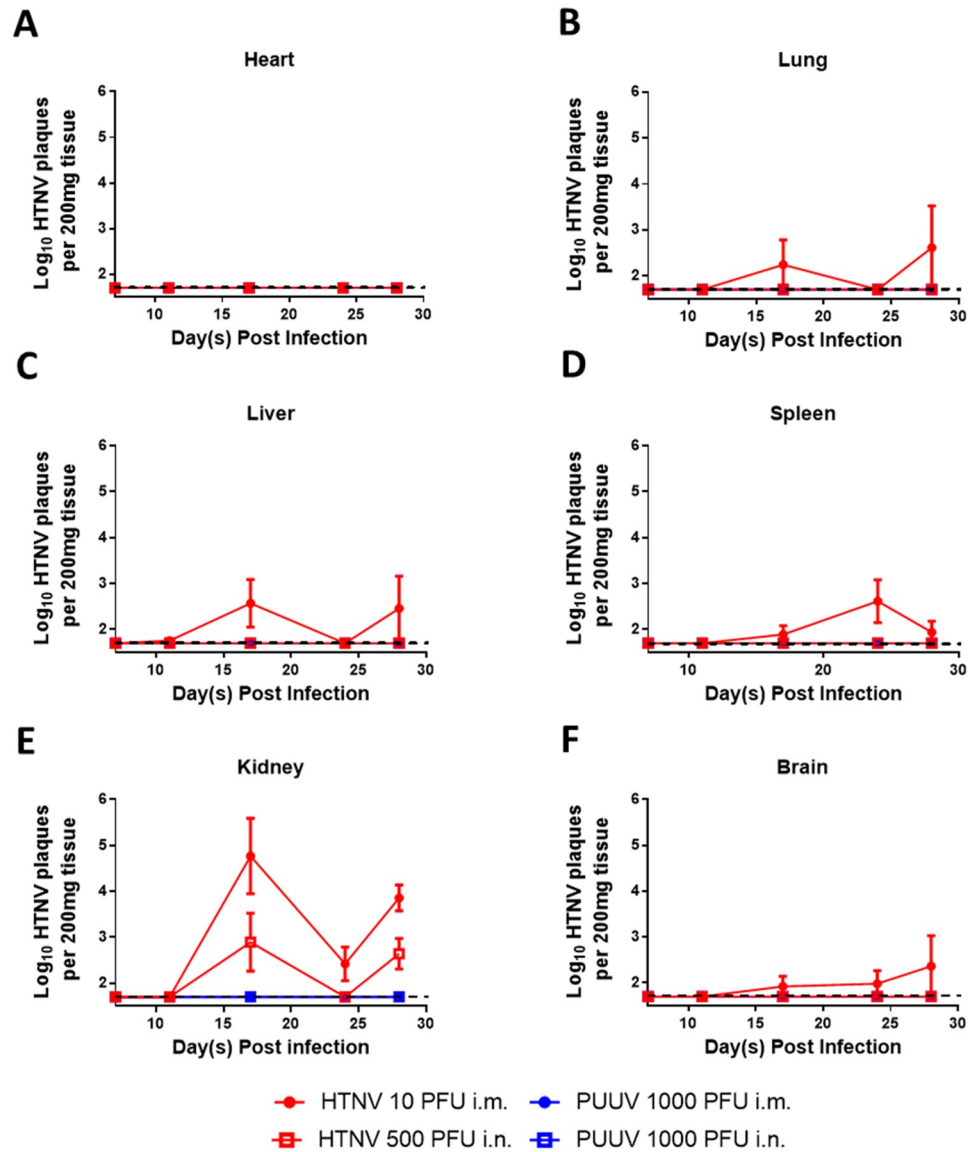 A
Heart
Log10 HTNV plaques
per 200mg tissue
6
5
4
3
2
10 15 20 25 30
Day(s) Post Infection
B
Lung
Log10 HTNV plaques
per 200mg tissue
6
5
4
3
2
10 15 20 25 30
Day(s) Post Infection
C
Liver
Log10 HTNV plaques
per 200mg tissue
6
5
4
3
2
10 15 20 25 30
Day(s) Post Infection
D
Spleen
Log10 HTNV plaques
per 200mg tissue
6
5
4
3
2
10 15 20 25 30
Day(s) Post Infection
E
Kidney
Log10 HTNV plaques
per 200mg tissue
6
5
4
3
2
10 15 20 25 30
Day(s) Post infection
F
Brain
Log10 HTNV plaques
per 200mg tissue
6
5
4
3
2
10 15 20 25 30
Day(s) Post Infection
HTNV 10 PFU i.m.
PUUV 1000 PFU i.m.
HTNV 500 PFU i.n.
PUUV 1000 PFU i.n.